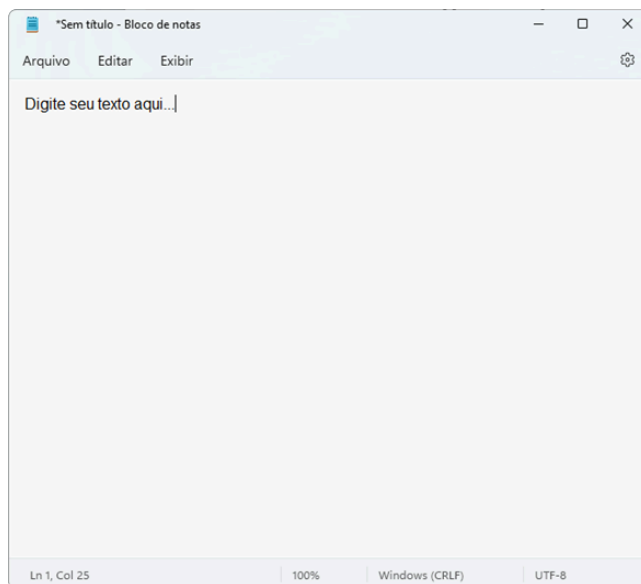 *Sem título - Bloco de notas
Arquivo Editar Exibir
Digite seu texto aqui...
Ln 1, Col 25 100% Windows (CRLF) UTF-8